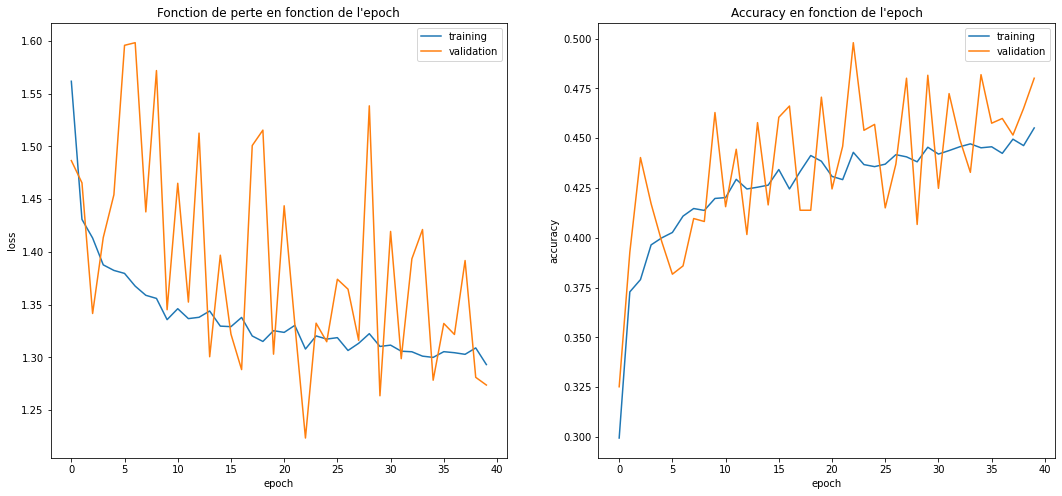 Fonction de perte en fonction de l'epoch
training
validation
1.60
1.55
1.50
1.45
1.40
1.35
1.30
1.25
loss
0 5 10 15 20 25 30 35 40
epoch
Accuracy en fonction de l'epoch
training
validation
0.500
0.475
0.450
0.425
0.400
0.375
0.350
0.325
0.300
accuracy
0 5 10 15 20 25 30 35 40
epoch